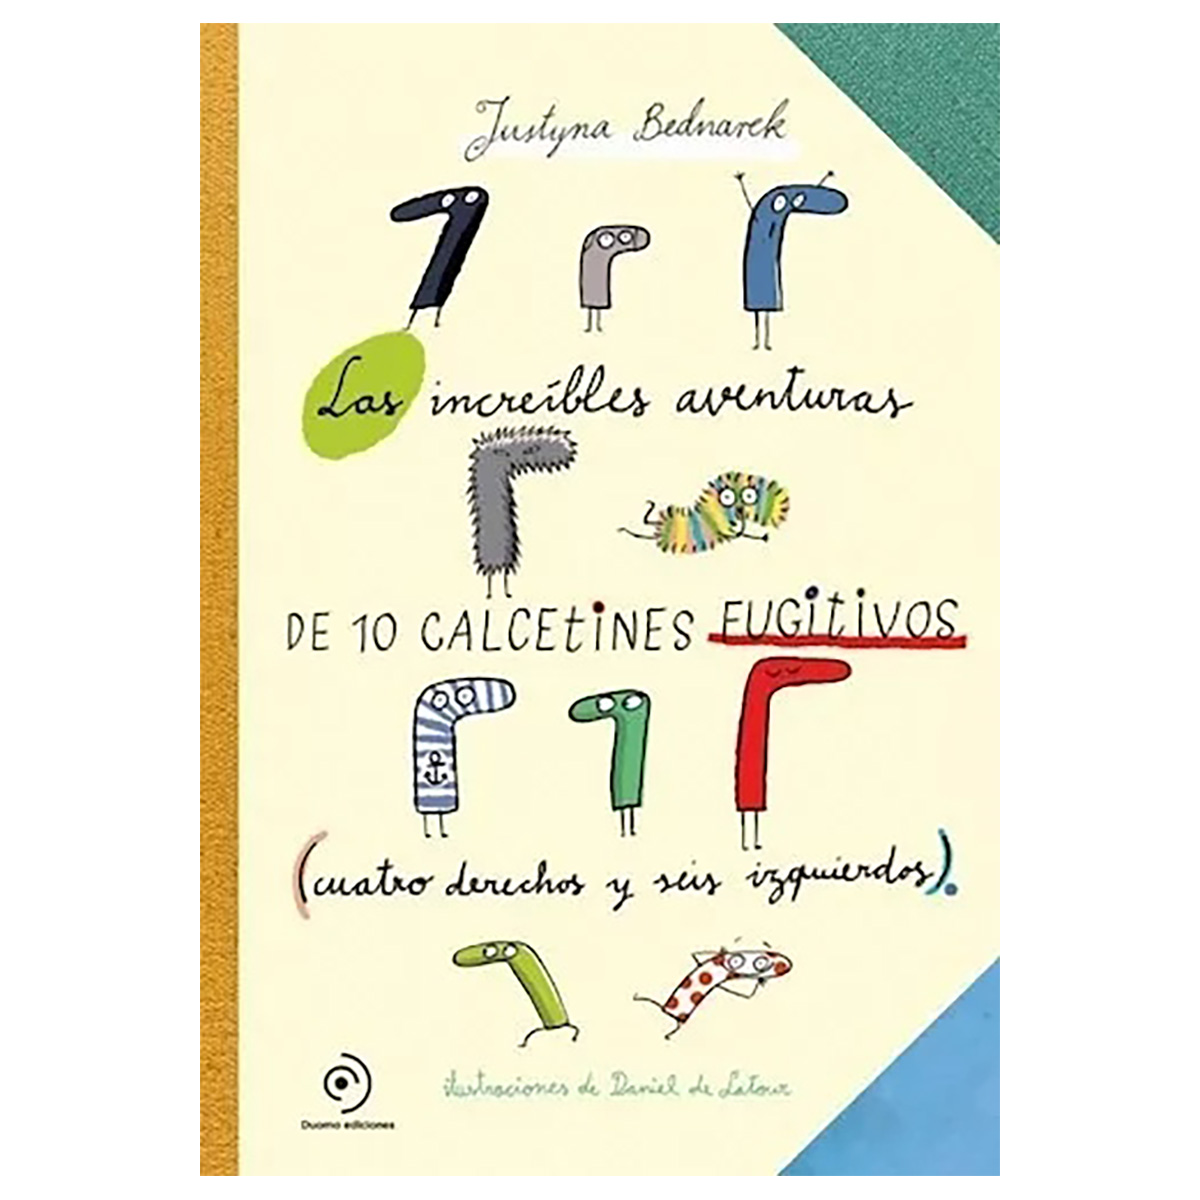 Justyna Bednarek
Las increíbles aventuras
DE 10 CALCEtiNES FUGitiVOS
(cuatro derechos y seis izquierdos).
ilustraciones de Daniel de Latour
Duomo ediciones